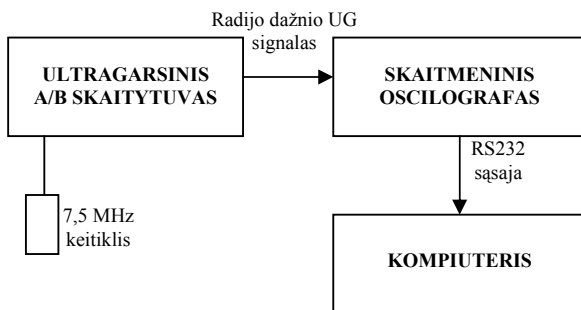 Radijo dažnio UG
signalas
ULTRAGARSINIS
A/B SKAITYTUVAS
SKAITMENINIS
OSCILOGRAFAS
RS232
sąsaja
7,5 MHz
keitiklis
KOMPIUTERIS